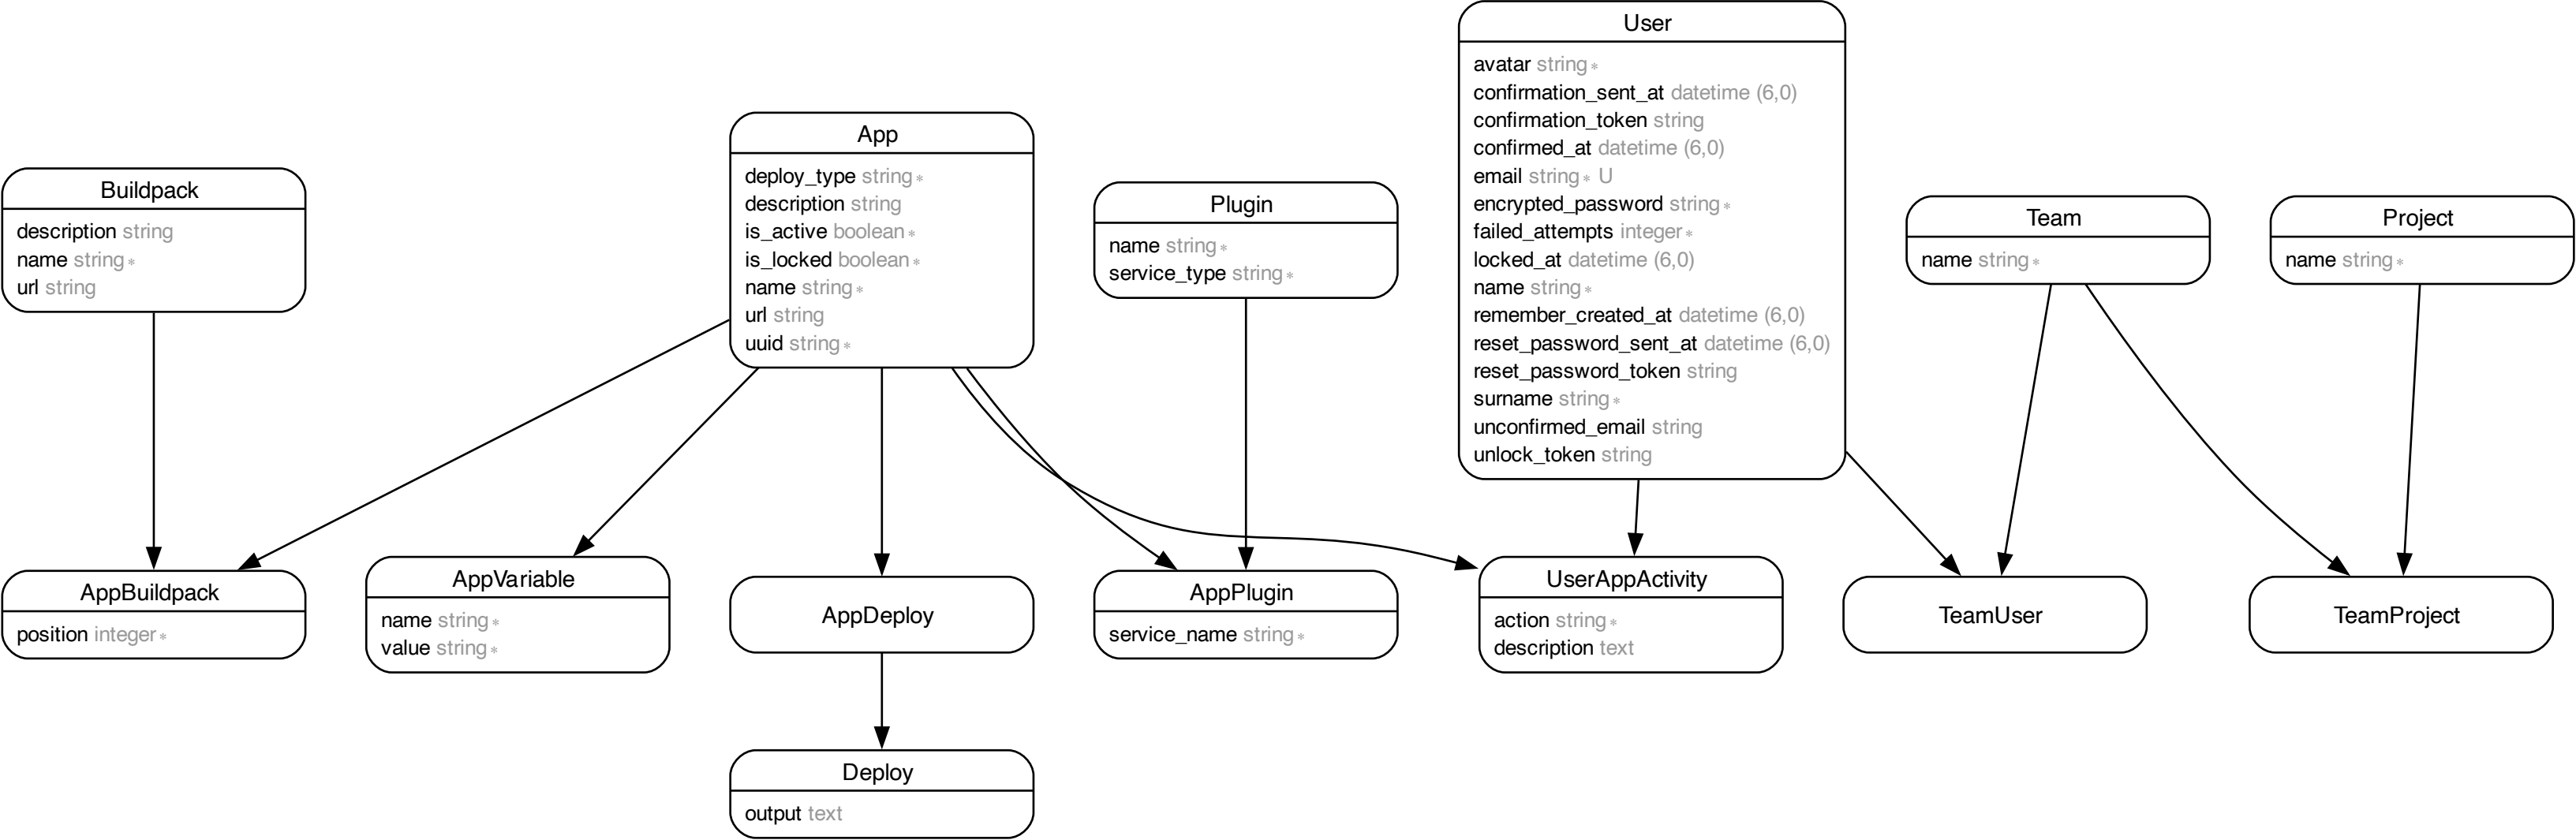 User
avatar string *
confirmation_sent_at datetime (6,0)
confirmation_token string
confirmed_at datetime (6,0)
email string * U
encrypted_password string *
failed_attempts integer *
locked_at datetime (6,0)
name string *
remember_created_at datetime (6,0)
reset_password_sent_at datetime (6,0)
reset_password_token string
surname string *
unconfirmed_email string
unlock_token string
App
deploy_type string *
description string
is_active boolean *
is_locked boolean *
name string *
url string
uuid string *
Buildpack
description string
name string *
url string
Plugin
name string *
service_type string *
Team
name string *
Project
name string *
AppBuildpack
position integer *
AppVariable
name string *
value string *
AppDeploy
AppPlugin
service_name string *
UserAppActivity
action string *
description text
TeamUser
TeamProject
Deploy
output text